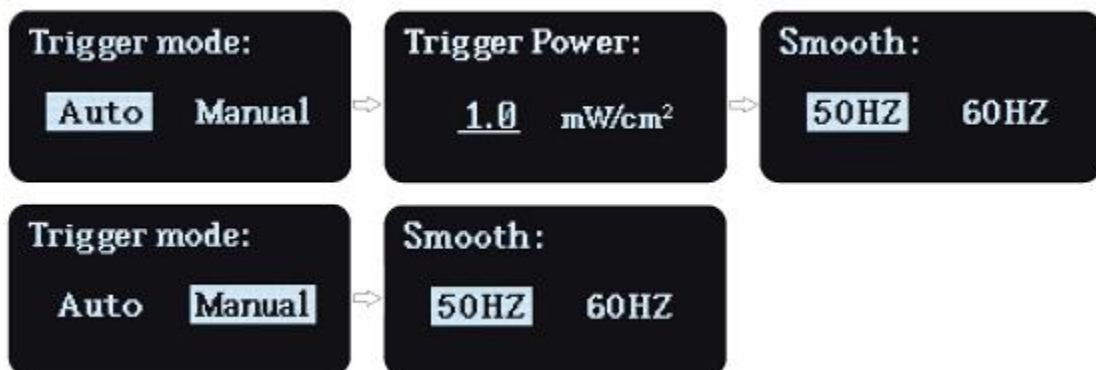 Trigger mode:
Auto Manual
Trigger Power:
1.0 mW/cm²
Smooth:
50HZ 60HZ
Trigger mode:
Auto Manual
Smooth:
50HZ 60HZ